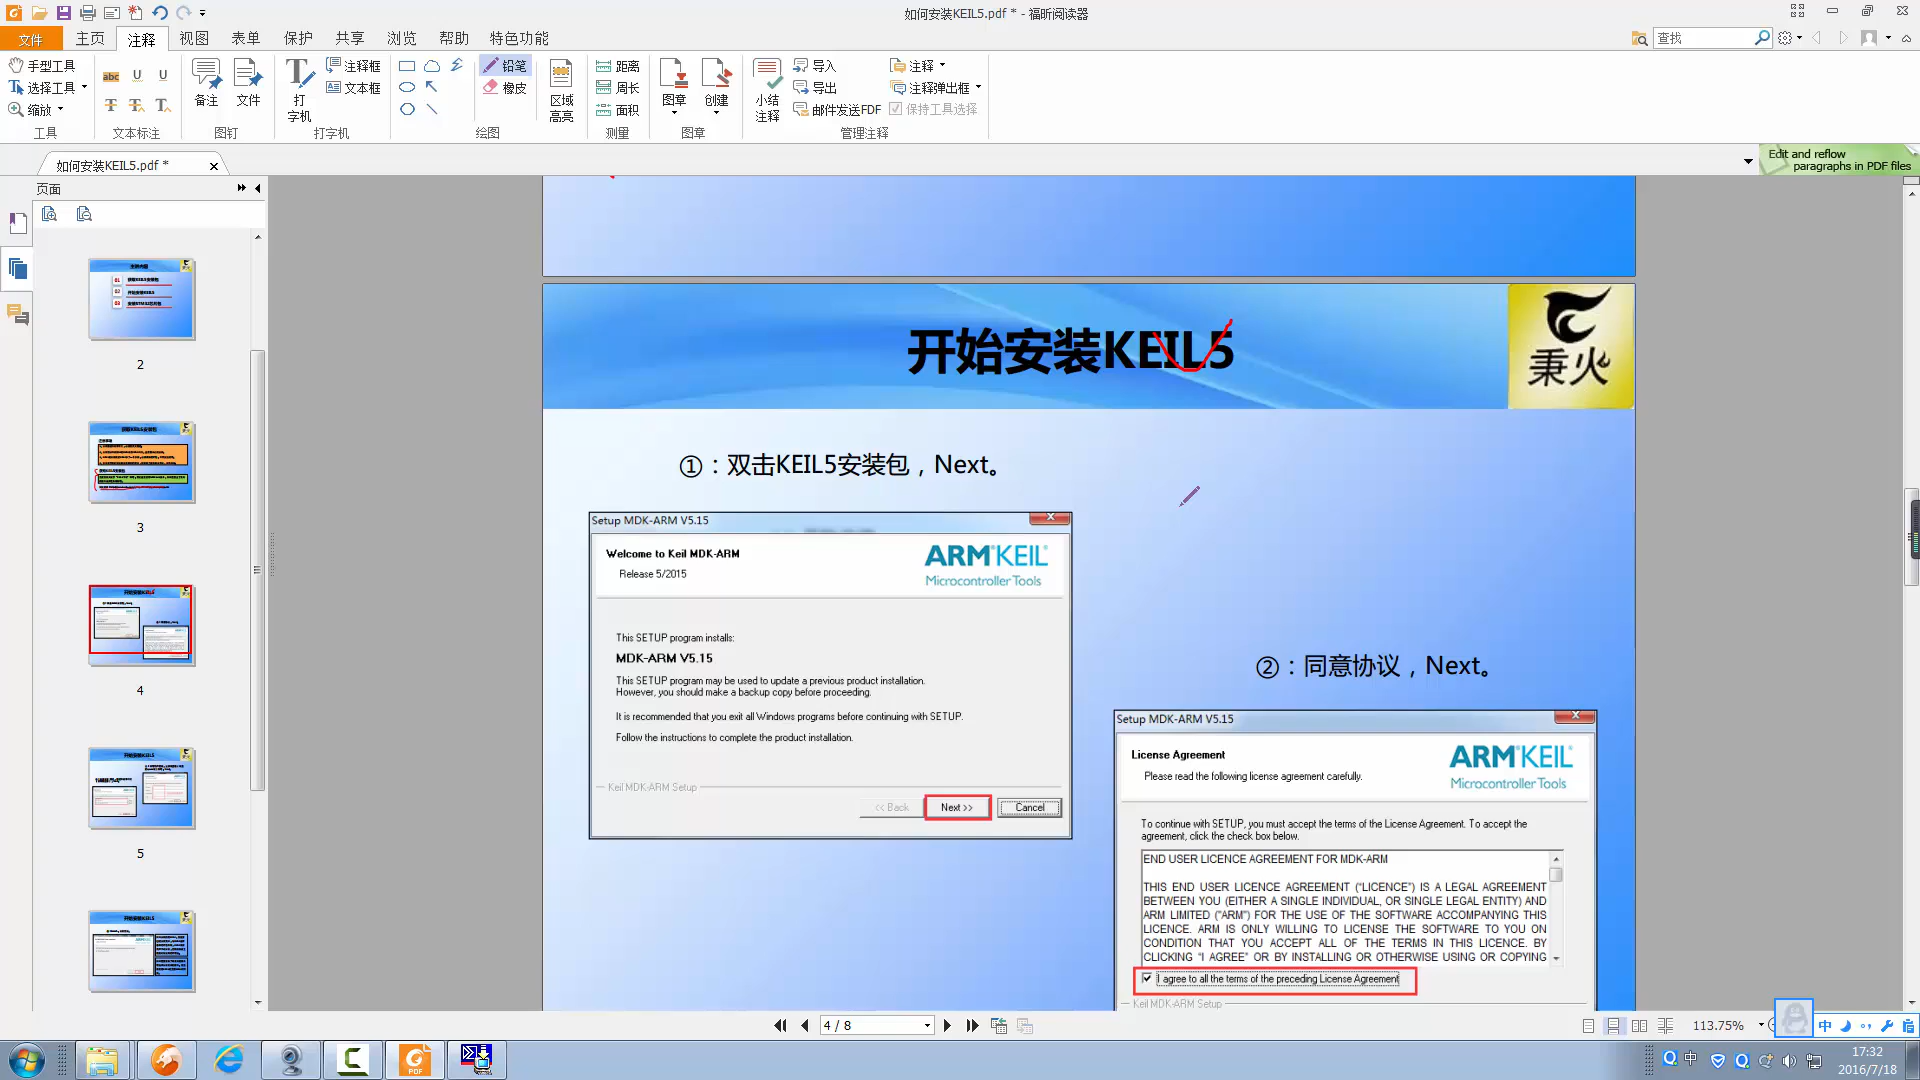 如何安装KEIL5.pdf * - 福昕阅读器
文件 主页 注释 视图 表单 保护 共享 浏览 帮助 特色功能
查找
手型工具
选择工具
缩放
工具
abc U U
T T T
文本标注
备注 文件
图钉
打字机
注释框
文本框
打字机
铅笔
橡皮
绘图
区域高亮
距离
周长
面积
测量
图章 创建
图章
小结注释
导入
导出
邮件发送FDF
注释
注释弹出框
保持工具选择
管理注释
如何安装KEIL5.pdf *
Edit and reflow
paragraphs in PDF files
页面
2
3
4
5
开始安装KEIL5
秉火
①：双击KEIL5安装包，Next。
Setup MDK-ARM V5.15
Welcome to Keil MDK-ARM
Release 5/2015
ARM KEIL
Microcontroller Tools
This SETUP program installs:
MDK-ARM V5.15
This SETUP program may be used to update a previous product installation.
However, you should make a backup copy before proceeding.
It is recommended that you exit all Windows programs before continuing with SETUP.
Follow the instructions to complete the product installation.
Keil MDK-ARM Setup
<< Back Next >> Cancel
②：同意协议，Next。
Setup MDK-ARM V5.15
License Agreement
Please read the following license agreement carefully.
ARM KEIL
Microcontroller Tools
To continue with SETUP, you must accept the terms of the License Agreement. To accept the
agreement, click the check box below.
END USER LICENCE AGREEMENT FOR MDK-ARM
THIS END USER LICENCE AGREEMENT ("LICENCE") IS A LEGAL AGREEMENT
BETWEEN YOU (EITHER A SINGLE INDIVIDUAL, OR SINGLE LEGAL ENTITY) AND
ARM LIMITED ("ARM") FOR THE USE OF THE SOFTWARE ACCOMPANYING THIS
LICENCE. ARM IS ONLY WILLING TO LICENSE THE SOFTWARE TO YOU ON
CONDITION THAT YOU ACCEPT ALL OF THE TERMS IN THIS LICENCE. BY
CLICKING "I AGREE" OR BY INSTALLING OR OTHERWISE USING OR COPYING
I agree to all the terms of the preceding License Agreement
Keil MDK-ARM Setup
4 / 8
113.75%
中
中
17:32
2016/7/18